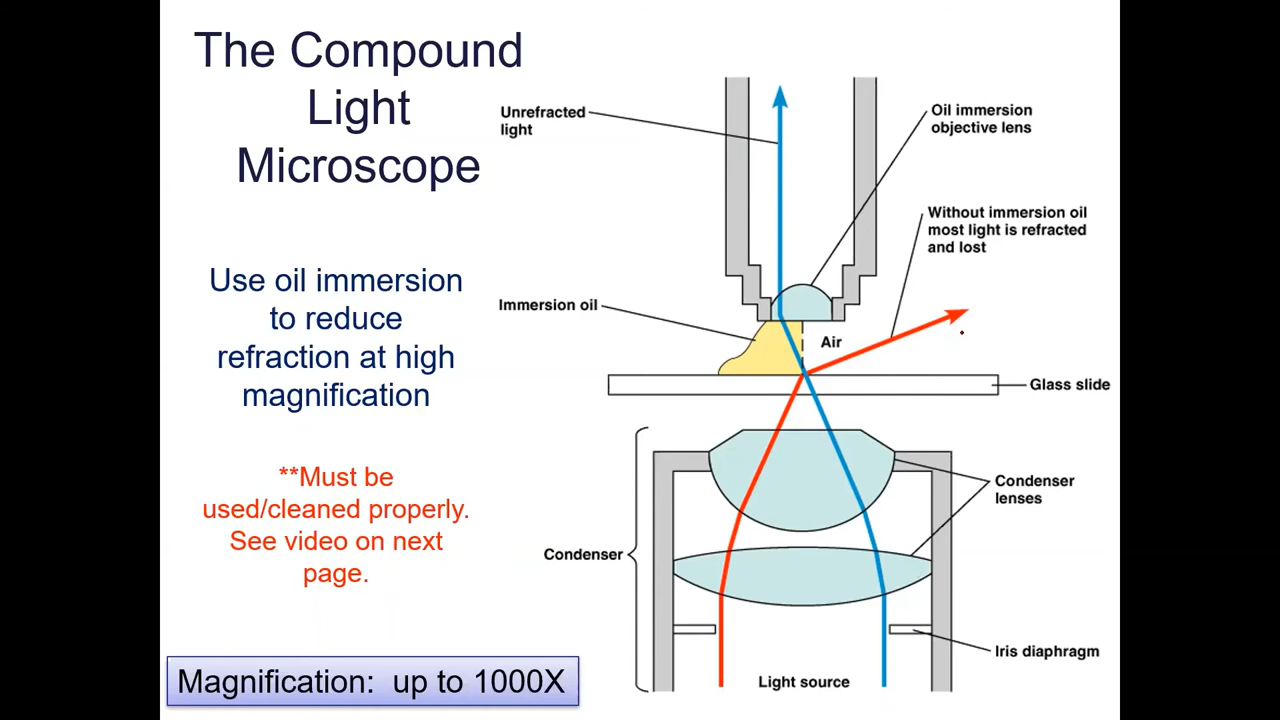 The Compound
Light
Microscope
Use oil immersion
to reduce
refraction at high
magnification
**Must be
used/cleaned properly.
See video on next
page.
Magnification:  up to 1000X
Unrefracted
light
Oil immersion
objective lens
Without immersion oil
most light is refracted
and lost
Immersion oil
Air
Glass slide
Condenser
lenses
Condenser
Iris diaphragm
Light source